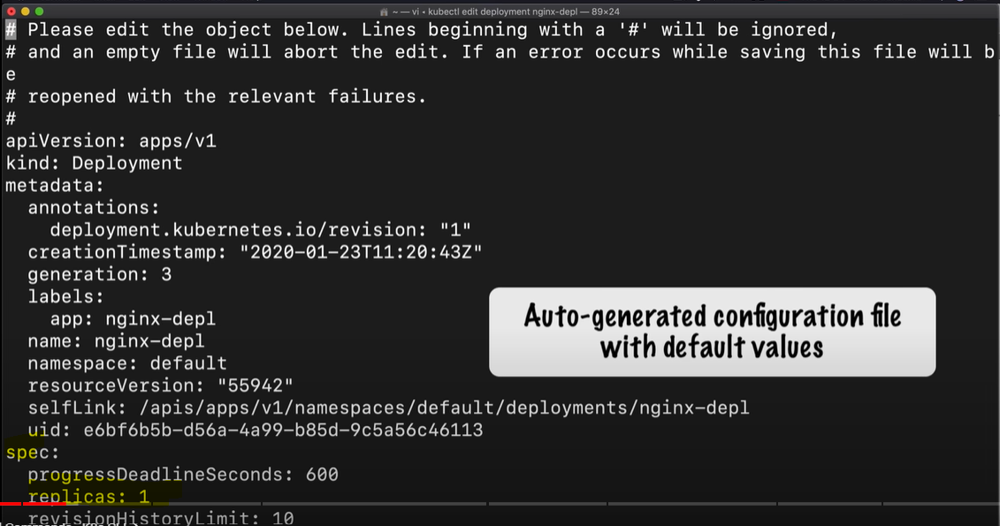 ~ — vi • kubectl edit deployment nginx-depl — 89×24
# Please edit the object below. Lines beginning with a '#' will be ignored,
# and an empty file will abort the edit. If an error occurs while saving this file will b
e
# reopened with the relevant failures.
#
apiVersion: apps/v1
kind: Deployment
metadata:
  annotations:
    deployment.kubernetes.io/revision: "1"
  creationTimestamp: "2020-01-23T11:20:43Z"
  generation: 3
  labels:
    app: nginx-depl
  name: nginx-depl
  namespace: default
  resourceVersion: "55942"
  selfLink: /apis/apps/v1/namespaces/default/deployments/nginx-depl
  uid: e6bf6b5b-d56a-4a99-b85d-9c5a56c46113
spec:
  progressDeadlineSeconds: 600
  replicas: 1
  revisionHistoryLimit: 10
Auto-generated configuration file
with default values